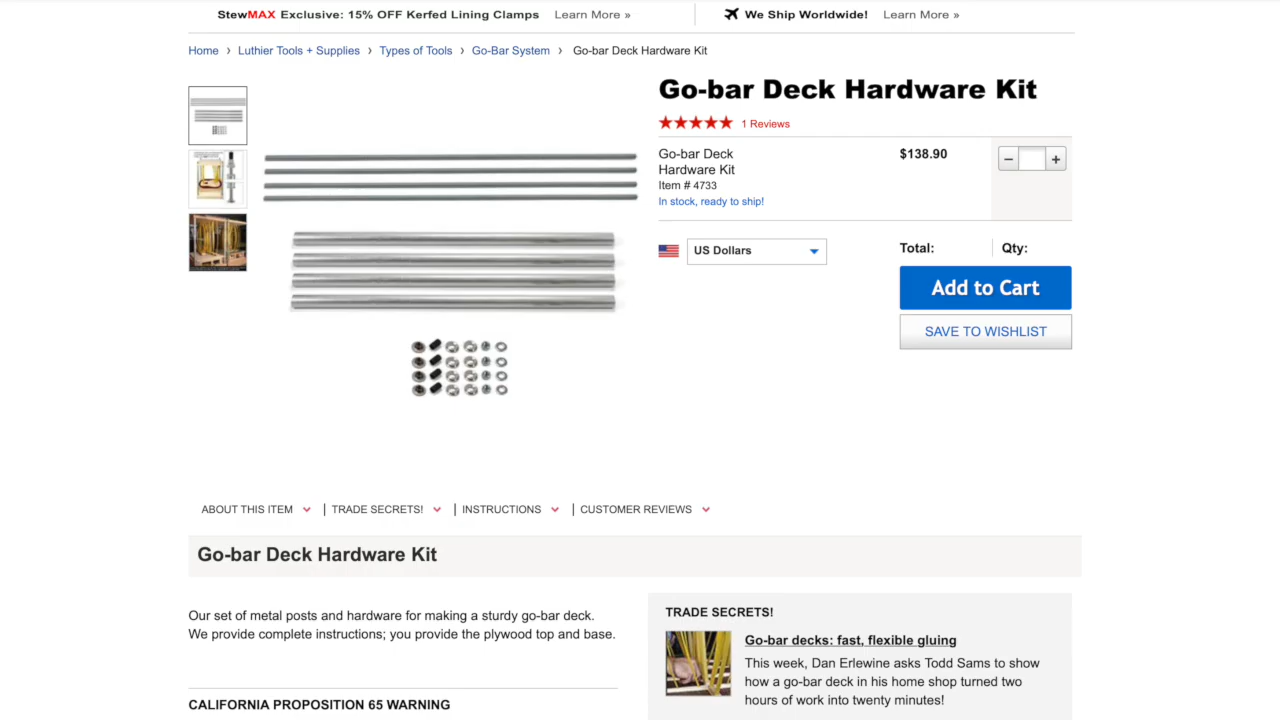 StewMAX Exclusive: 15% OFF Kerfed Lining Clamps Learn More »
We Ship Worldwide! Learn More »
Home › Luthier Tools + Supplies › Types of Tools › Go-Bar System › Go-bar Deck Hardware Kit
Go-bar Deck Hardware Kit
1 Reviews
Go-bar Deck
Hardware Kit
Item # 4733
In stock, ready to ship!
$138.90
− +
US Dollars
Total: Qty:
Add to Cart
SAVE TO WISHLIST
ABOUT THIS ITEM | TRADE SECRETS! | INSTRUCTIONS | CUSTOMER REVIEWS
Go-bar Deck Hardware Kit
Our set of metal posts and hardware for making a sturdy go-bar deck.
We provide complete instructions; you provide the plywood top and base.
CALIFORNIA PROPOSITION 65 WARNING
TRADE SECRETS!
Go-bar decks: fast, flexible gluing
This week, Dan Erlewine asks Todd Sams to show
how a go-bar deck in his home shop turned two
hours of work into twenty minutes!